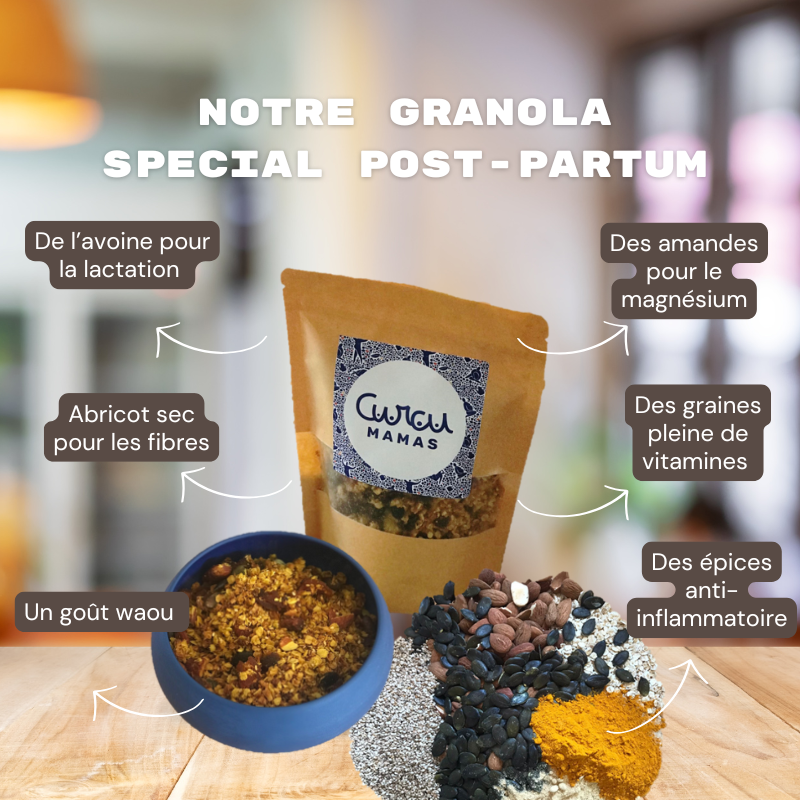 NOTRE GRANOLA
SPECIAL POST-PARTUM
De l’avoine pour
la lactation
Des amandes
pour le
magnésium
Abricot sec
pour les fibres
Des graines
pleine de
vitamines
Curcu
MAMAS
Un goût waou
Des épices
anti-
inflammatoire